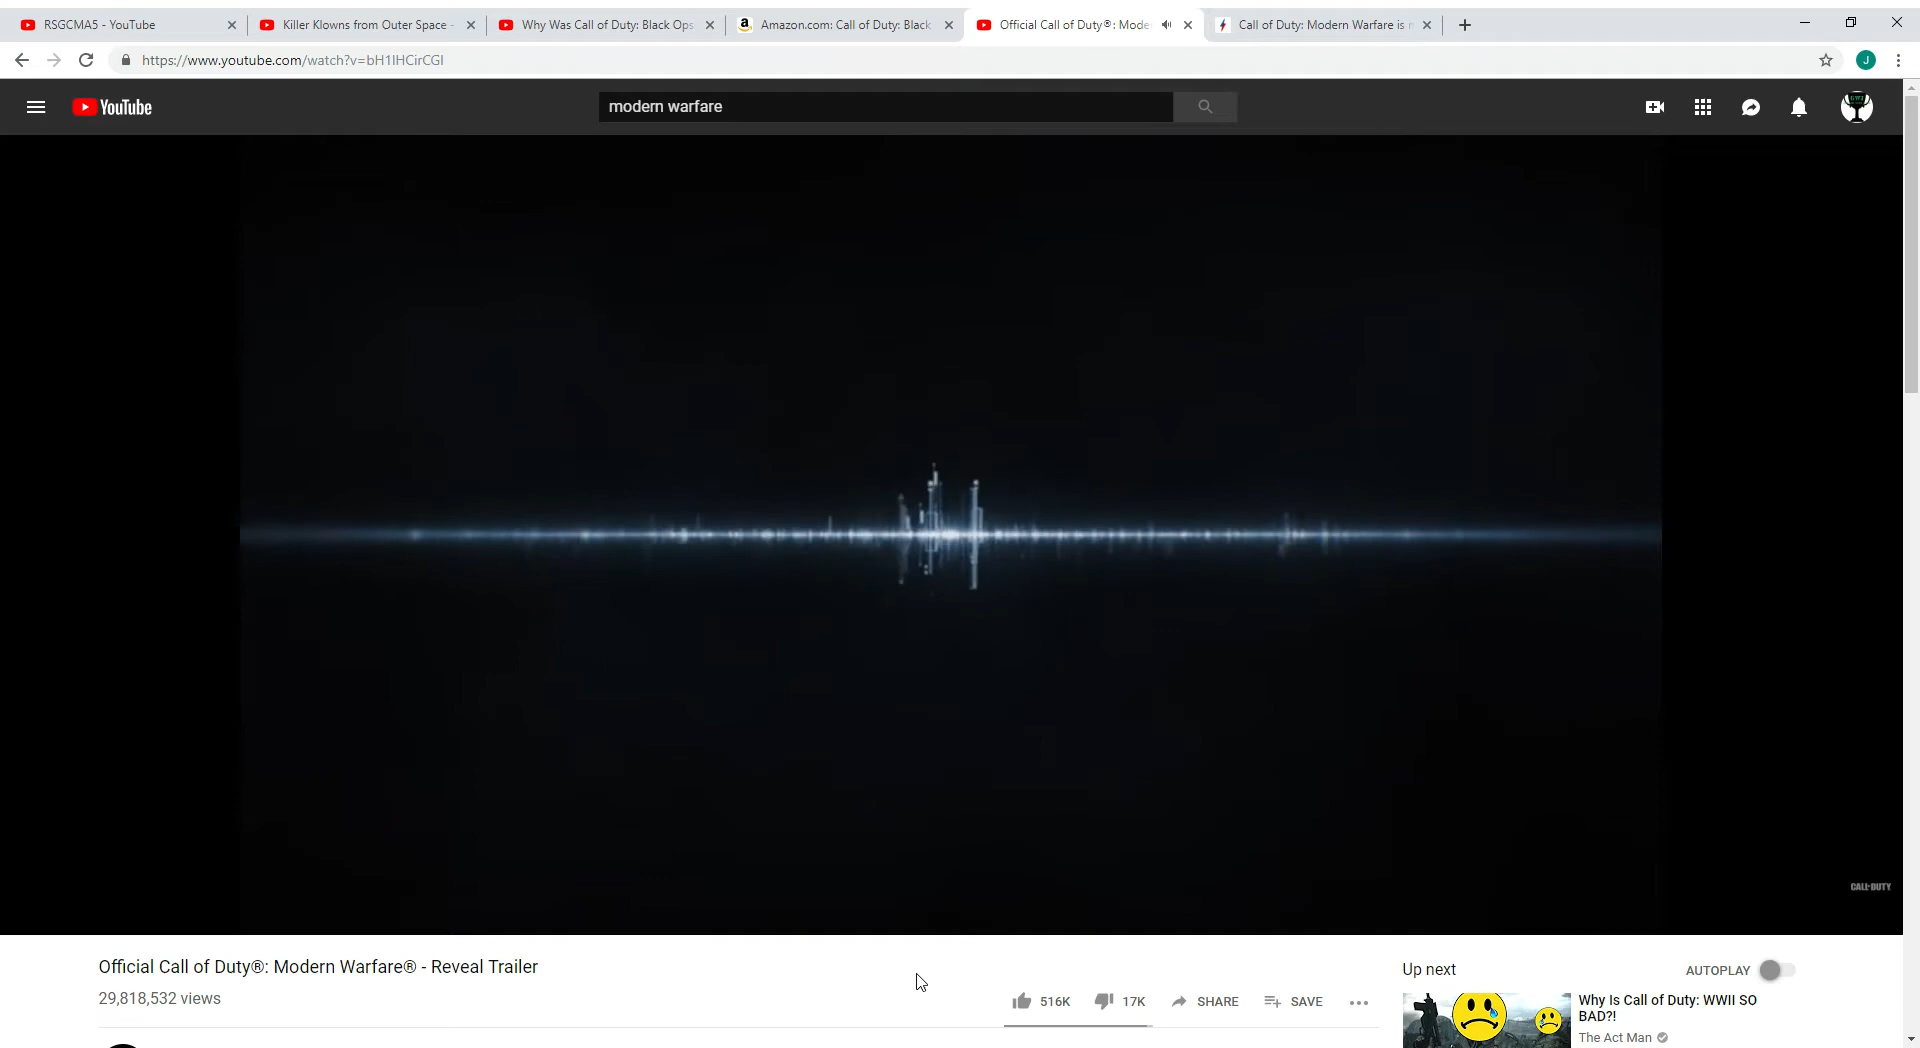 RSGCMA5 - YouTube
Killer Klowns from Outer Space -
Why Was Call of Duty: Black Ops
Amazon.com: Call of Duty: Black
Official Call of Duty®: Mode
Call of Duty: Modern Warfare is
https://www.youtube.com/watch?v=bH1lHCirCGI
J
YouTube
modern warfare
CALL·DUTY
Official Call of Duty®: Modern Warfare® - Reveal Trailer
29,818,532 views
516K
17K
SHARE
SAVE
Up next
AUTOPLAY
Why Is Call of Duty: WWII SO
BAD?!
The Act Man